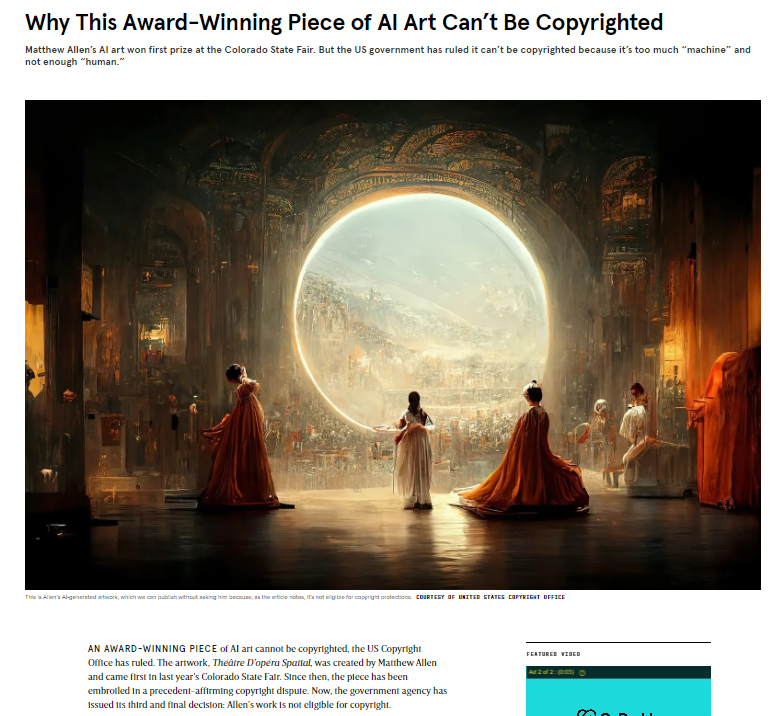 Why This Award-Winning Piece of AI Art Can't Be Copyrighted
Matthew Allen's AI art won first prize at the Colorado State Fair. But the US government has ruled it can't be copyrighted because it's too much “machine” and
not enough “human.”
This is Allen's AI-generated artwork, which we can publish without asking him because, as the article notes, it's not eligible for copyright protections. COURTESY OF UNITED STATES COPYRIGHT OFFICE
AN AWARD-WINNING PIECE of AI art cannot be copyrighted, the US Copyright
Office has ruled. The artwork, Théâtre D'opéra Spatial, was created by Matthew Allen
and came first in last year's Colorado State Fair. Since then, the piece has been
embroiled in a precedent-affirming copyright dispute. Now, the government agency has
issued its third and final decision: Allen's work is not eligible for copyright.
FEATURED VIDEO
Ad 2 of 2 : (0:05)